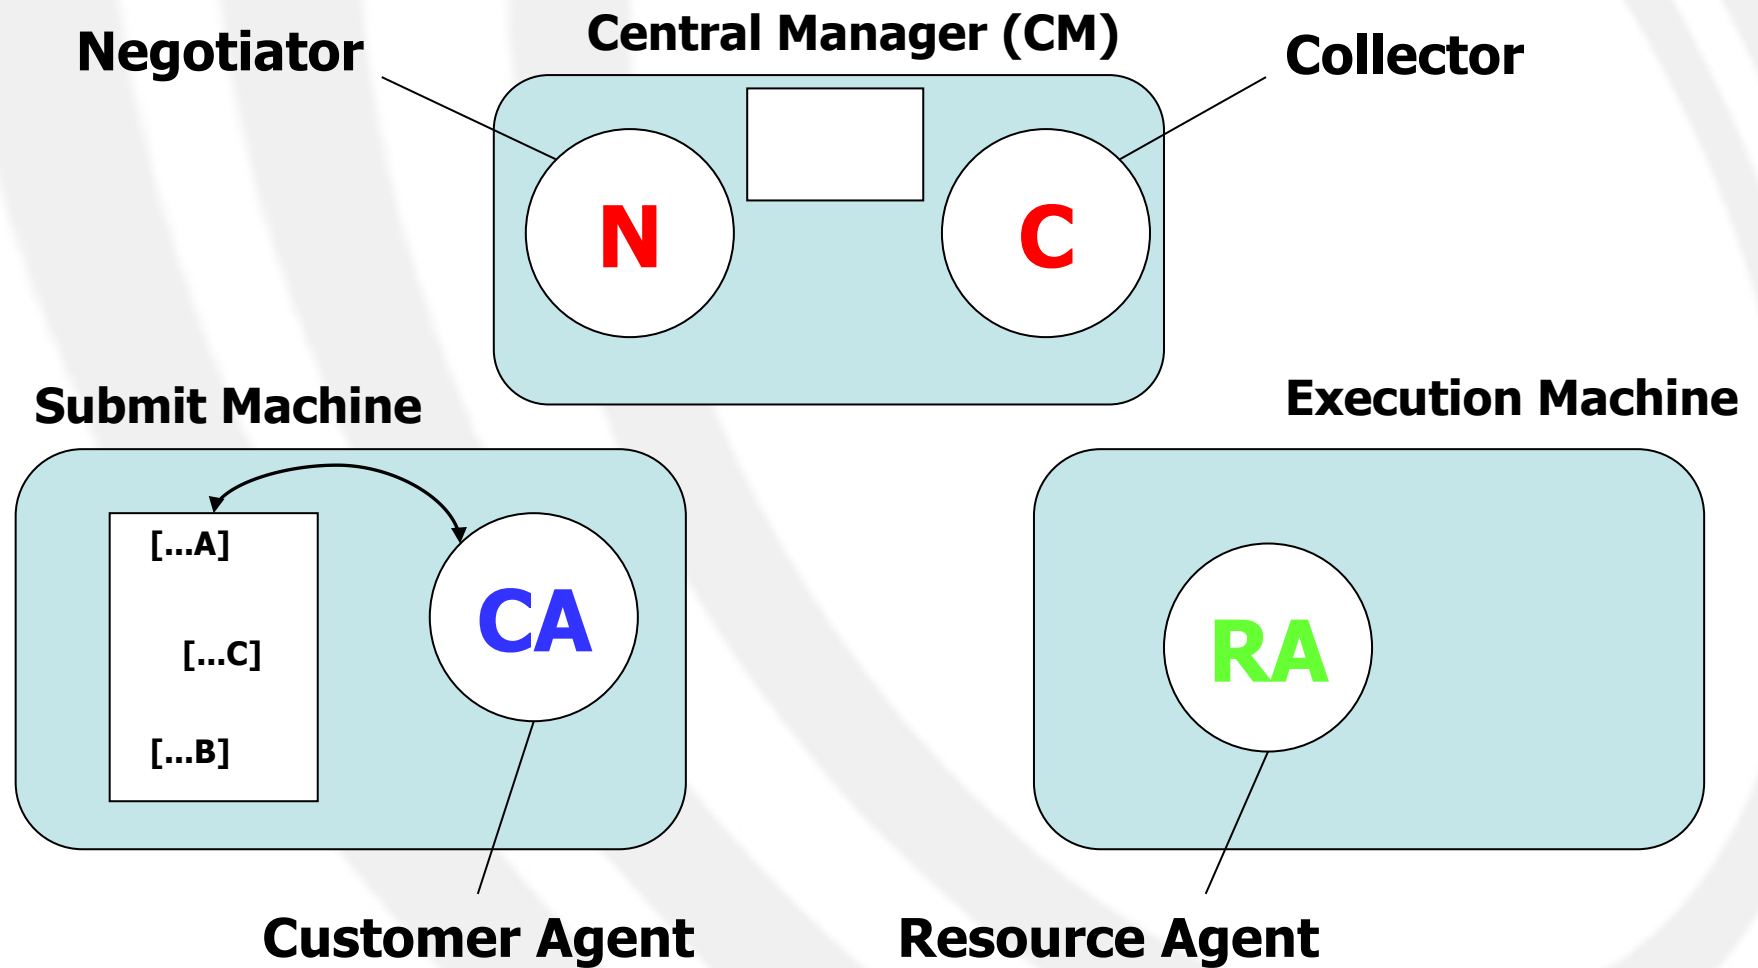 Central Manager (CM)
Negotiator
Collector
N
C
Submit Machine
Execution Machine
[...A]
[...C]
[...B]
CA
RA
Customer Agent
Resource Agent